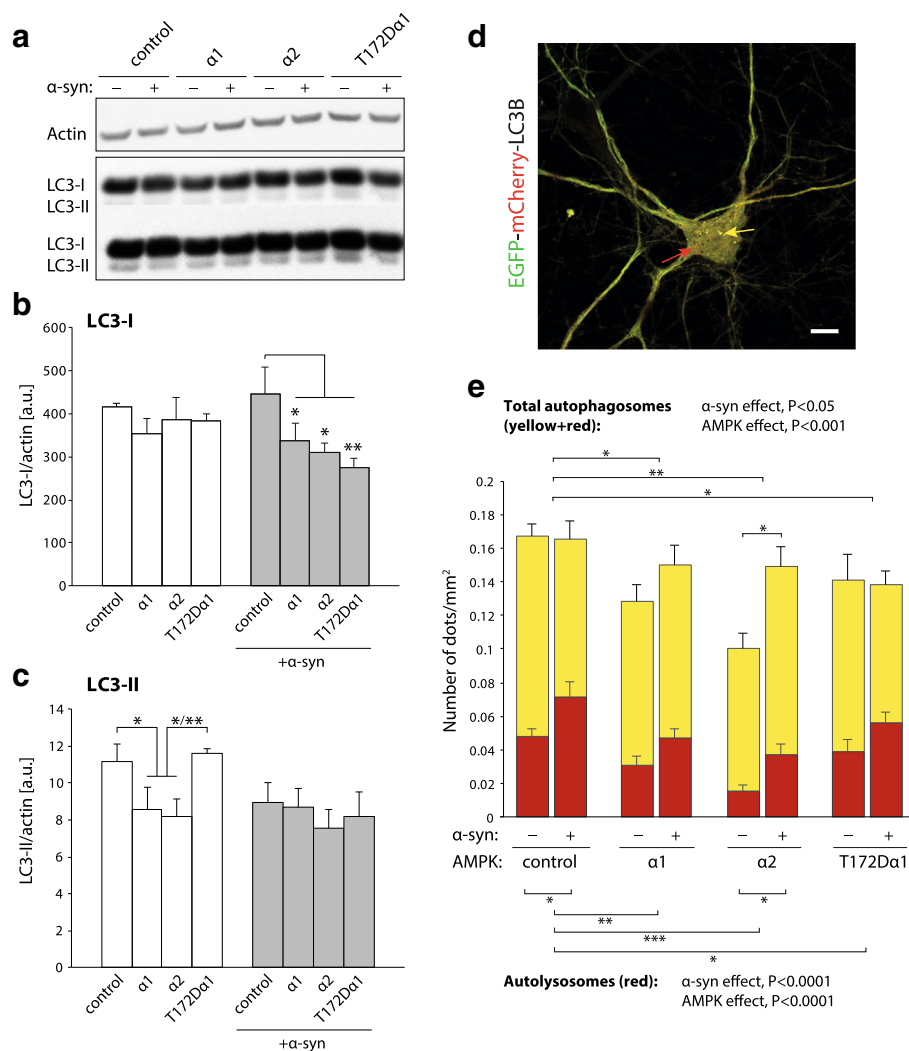 a
control α1 α2 T172Dα1
α-syn: – + – + – + – +
Actin
LC3-I
LC3-II
LC3-I
LC3-II
b
LC3-I
LC3-I/actin [a.u.]
600
500
400
300
200
100
0
* * **
control α1 α2 T172Dα1 control α1 α2 T172Dα1
+α-syn
c
LC3-II
LC3-II/actin [a.u.]
14
12
10
8
6
4
2
0
* */**
control α1 α2 T172Dα1 control α1 α2 T172Dα1
+α-syn
d
EGFP-mCherry-LC3B
e
Total autophagosomes α-syn effect, P<0.05
(yellow+red): AMPK effect, P<0.001
*
**
*
*
Number of dots/mm²
0.2
0.18
0.16
0.14
0.12
0.10
0.08
0.06
0.04
0.02
0
α-syn: – + – + – + – +
AMPK: control α1 α2 T172Dα1
* *
**
***
*
Autolysosomes (red): α-syn effect, P<0.0001
AMPK effect, P<0.0001